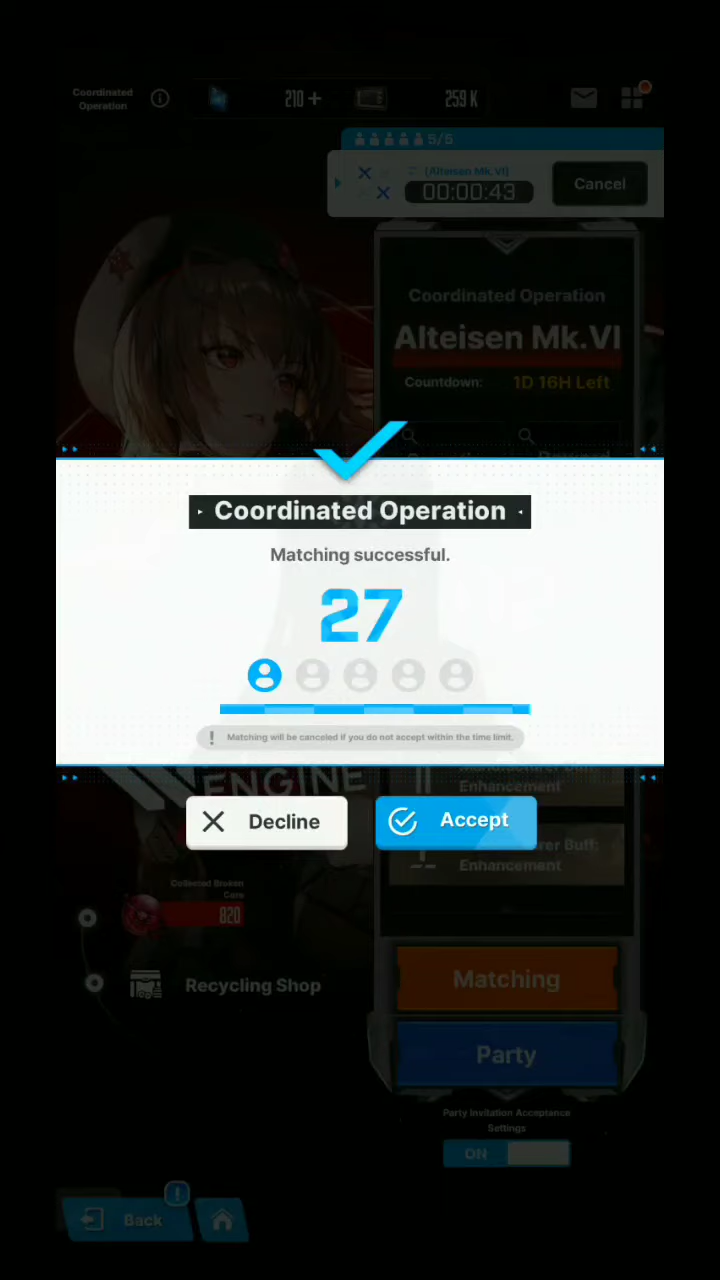 Coordinated
Operation
210 +
259 K
5/5
(Alteisen Mk.VI)
00:00:43
Cancel
Coordinated Operation
Alteisen Mk.VI
Countdown: 1D 16H Left
Coordinated Operation
Matching successful.
27
Matching will be canceled if you do not accept within the time limit.
ENGINE
Enhancement
Decline
Accept
rer Buff:
Enhancement
Collected Broken
Core
820
Recycling Shop
Matching
Party
Party Invitation Acceptance
Settings
ON
Back